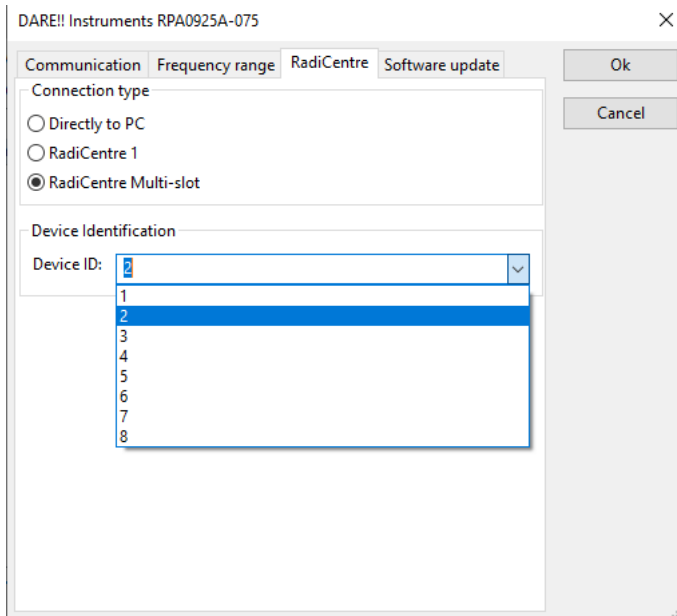 DARE!! Instruments RPA0925A-075
Communication Frequency range RadiCentre Software update
Ok
Cancel
Connection type
Directly to PC
RadiCentre 1
RadiCentre Multi-slot
Device Identification
Device ID: 2
1
2
3
4
5
6
7
8